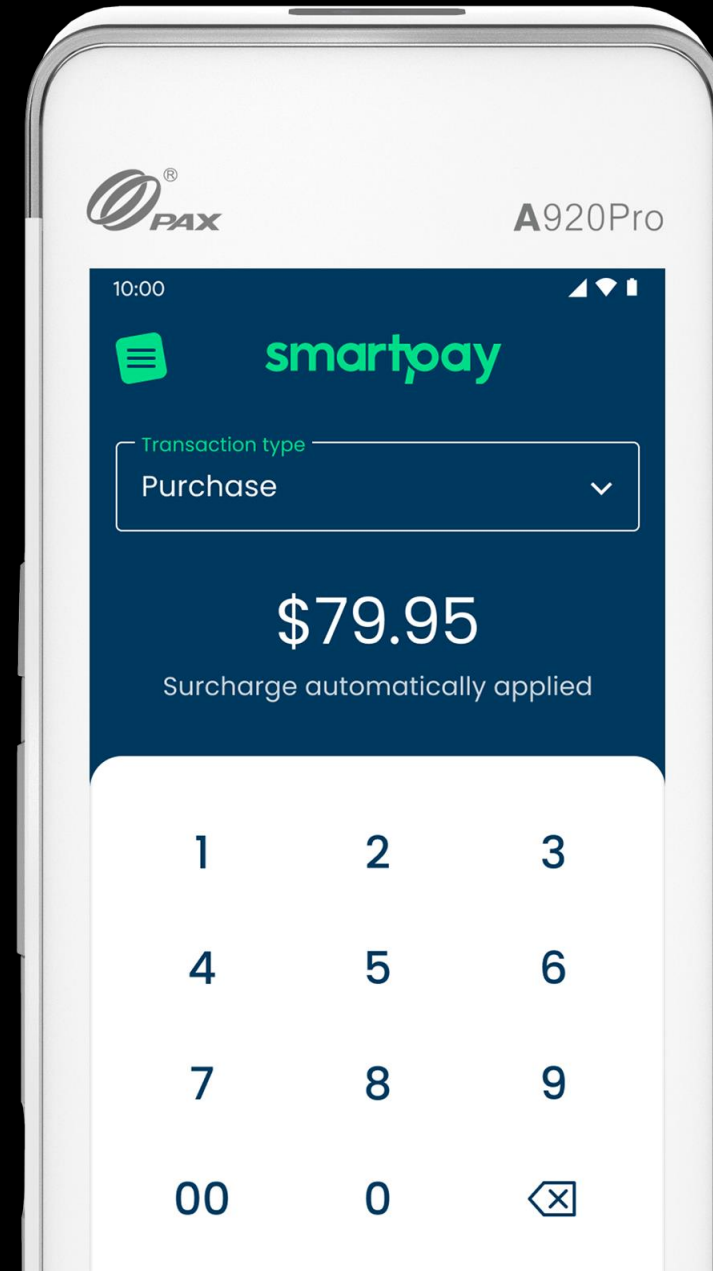 PAX®
A920Pro
10:00
smartpay
Transaction type
Purchase
$79.95
Surcharge automatically applied
1 2 3
4 5 6
7 8 9
00 0